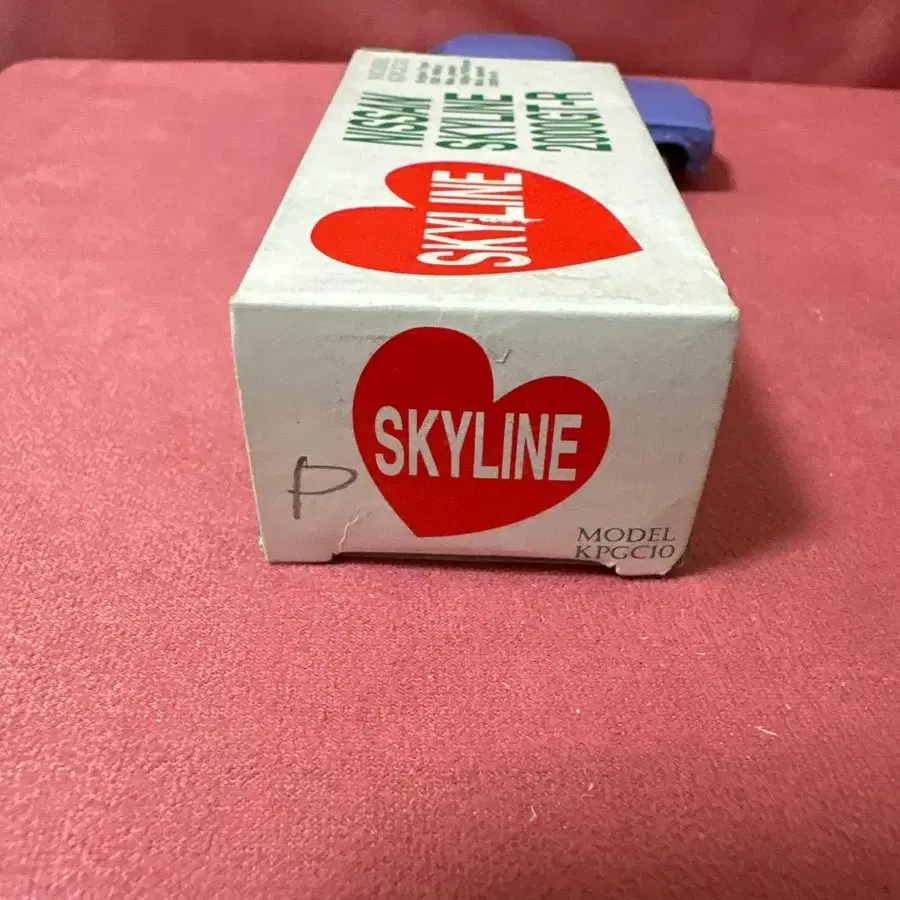 NISSAN
SKYLINE
2000GT-R
SKYLINE
SKYLINE
P
MODEL
KPGC10